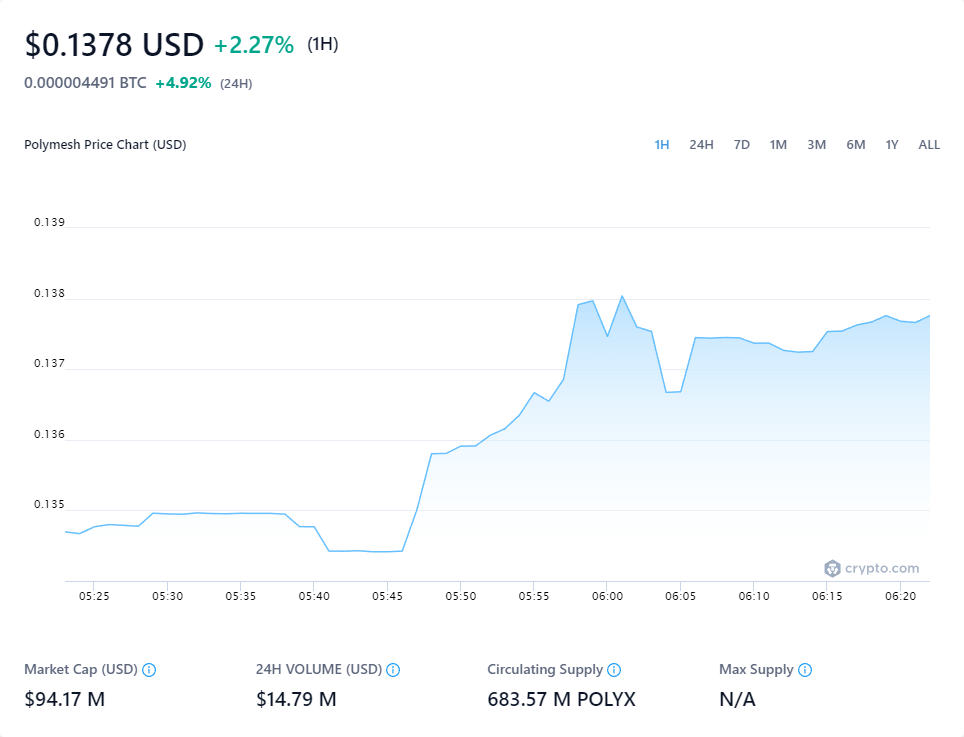 $0.1378 USD +2.27% (1H)
0.000004491 BTC +4.92% (24H)
Polymesh Price Chart (USD) 1H 24H 7D 1M 3M 6M 1Y ALL
0.139
0.138
0.137
0.136
0.135
crypto.com
05:25 05:30 05:35 05:40 05:45 05:50 05:55 06:00 06:05 06:10 06:15 06:20
Market Cap (USD) 24H VOLUME (USD) Circulating Supply Max Supply
$94.17 M $14.79 M 683.57 M POLYX N/A